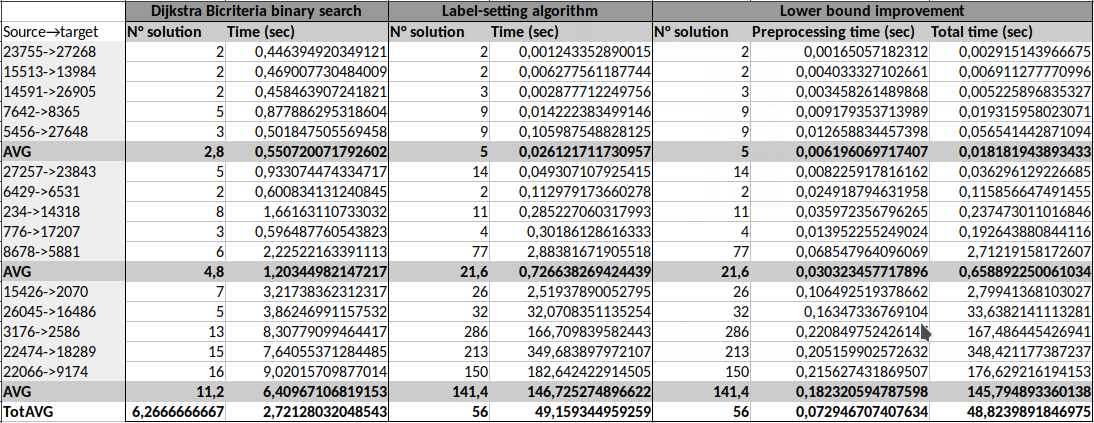 Dijkstra Bicriteria binary search Label-setting algorithm Lower bound improvement
Source→target N° solution Time (sec) N° solution Time (sec) N° solution Preprocessing time (sec) Total time (sec)
23755->27268 2 0,446394920349121 2 0,001243352890015 2 0,00165057182312 0,002915143966675
15513->13984 2 0,469007730484009 2 0,006277561187744 2 0,004033327102661 0,006911277770996
14591->26905 2 0,458463907241821 3 0,002877712249756 3 0,003458261489868 0,005225896835327
7642->8365 5 0,877886295318604 9 0,014222383499146 9 0,009179353713989 0,019315958023071
5456->27648 3 0,501847505569458 9 0,105987548828125 9 0,012658834457398 0,056541442871094
AVG 2,8 0,550720071792602 5 0,026121711730957 5 0,006196069717407 0,018181943893433
27257->23843 5 0,933074474334717 14 0,049307107925415 14 0,008225917816162 0,036296129226685
6429->6531 2 0,600834131240845 2 0,112979173660278 2 0,024918794631958 0,115856647491455
234->14318 8 1,66163110733032 11 0,285227060317993 11 0,035972356796265 0,237473011016846
776->17207 3 0,596487760543823 4 0,30186128616333 4 0,013952255249024 0,192643880844116
8678->5881 6 2,22522163391113 77 2,88381671905518 77 0,068547964096069 2,71219158172607
AVG 4,8 1,20344982147217 21,6 0,726638269424439 21,6 0,030323457717896 0,658892250061034
15426->2070 7 3,21738362312317 26 2,51937890052795 26 0,106492519378662 2,79941368103027
26045->16486 5 3,86246991157532 32 32,0708351135254 32 0,16347336769104 33,6382141113281
3176->2586 13 8,30779099464417 286 166,709839582443 286 0,22084975242614 167,486445426941
22474->18289 15 7,64055371284485 213 349,683897972107 213 0,205159902572632 348,421177387237
22066->9174 16 9,02015709877014 150 182,642422914505 150 0,215627431869507 176,629216194153
AVG 11,2 6,40967106819153 141,4 146,725274896622 141,4 0,182320594787598 145,794893360138
TotAVG 6,2666666667 2,72128032048543 56 49,159344959259 56 0,072946707407634 48,8239891846975